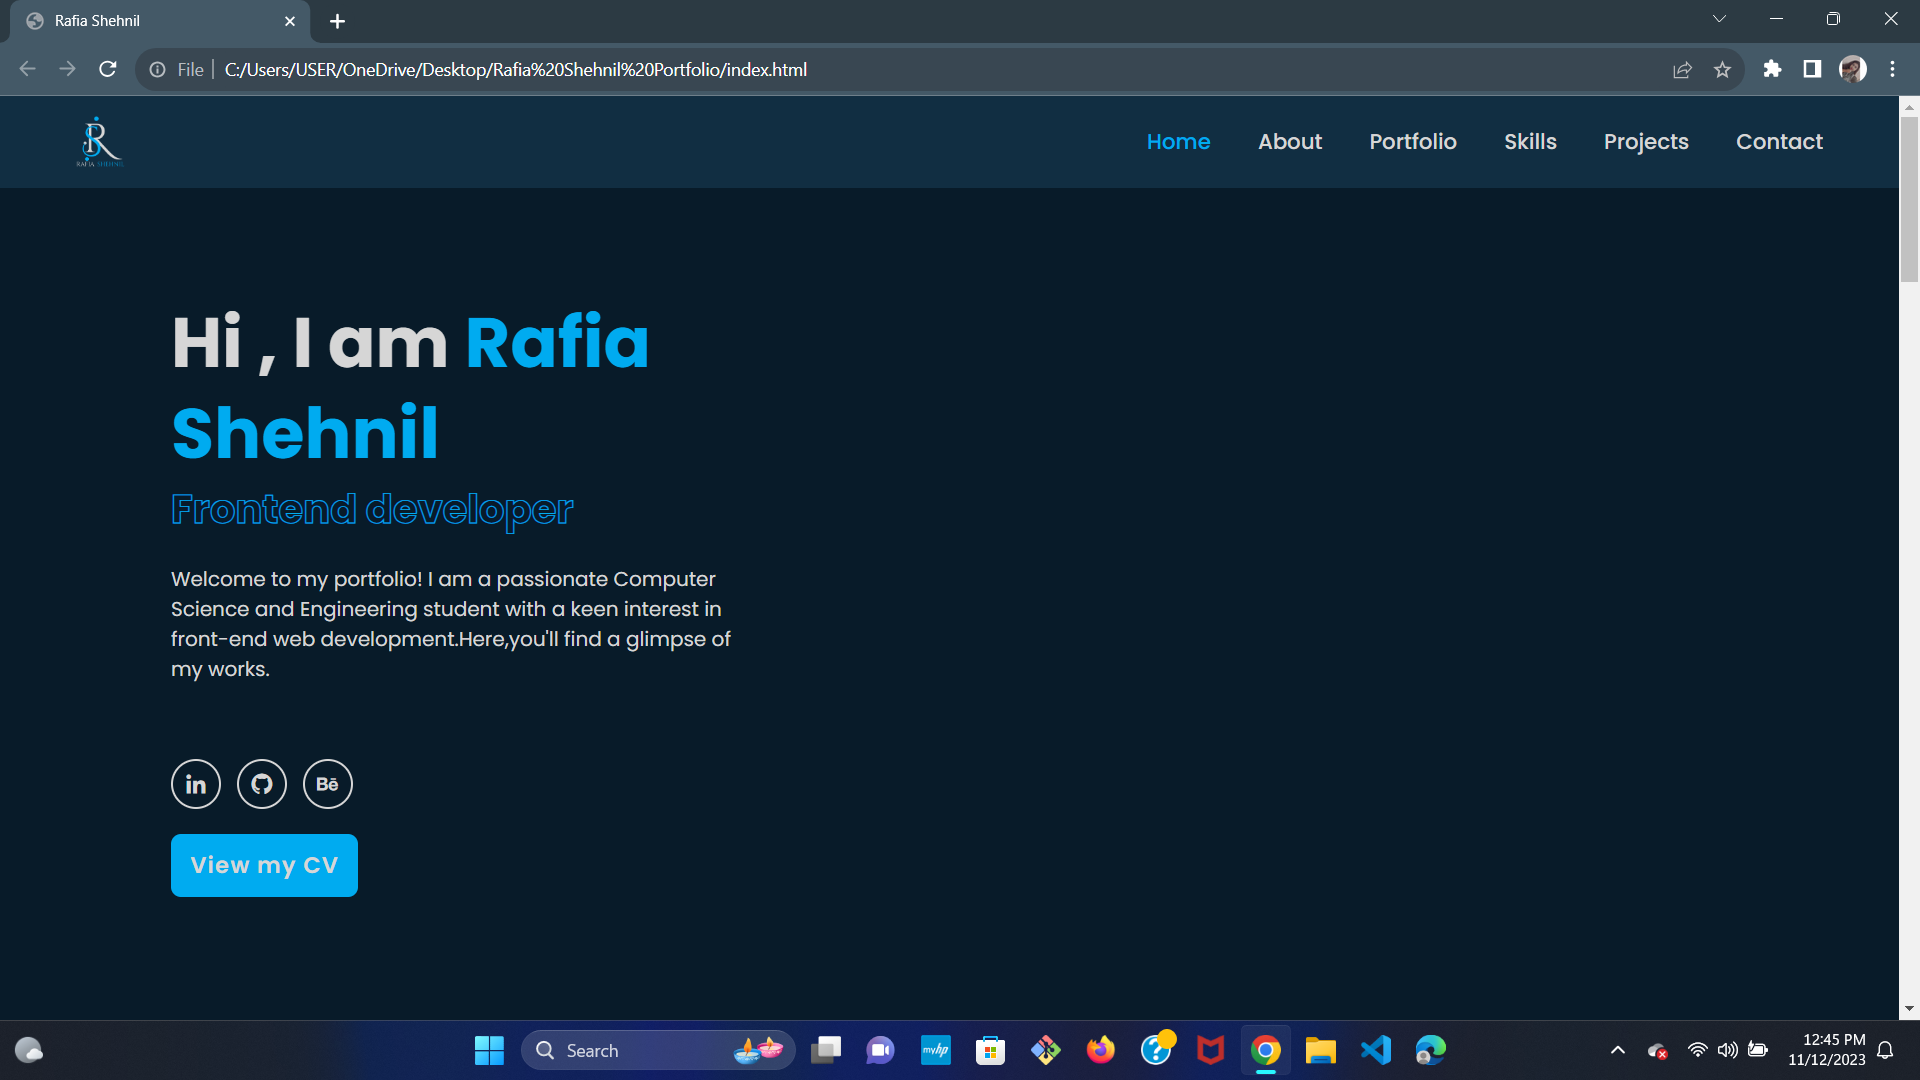 Rafia Shehnil
File
C:/Users/USER/OneDrive/Desktop/Rafia%20Shehnil%20Portfolio/index.html
RAFIA SHEHNIL
Home About Portfolio Skills Projects Contact
Hi , I am Rafia
Shehnil
Frontend developer
Welcome to my portfolio! I am a passionate Computer
Science and Engineering student with a keen interest in
front-end web development.Here,you'll find a glimpse of
my works.
in
Bē
View my CV
Search
myhp
12:45 PM
11/12/2023